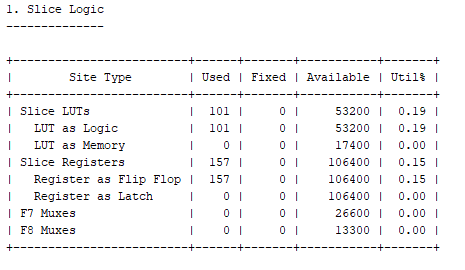 1. Slice Logic
--------------
+-------------------------+------+-------+-----------+-------+
| Site Type | Used | Fixed | Available | Util% |
+-------------------------+------+-------+-----------+-------+
| Slice LUTs | 101 | 0 | 53200 | 0.19 |
| LUT as Logic | 101 | 0 | 53200 | 0.19 |
| LUT as Memory | 0 | 0 | 17400 | 0.00 |
| Slice Registers | 157 | 0 | 106400 | 0.15 |
| Register as Flip Flop | 157 | 0 | 106400 | 0.15 |
| Register as Latch | 0 | 0 | 106400 | 0.00 |
| F7 Muxes | 0 | 0 | 26600 | 0.00 |
| F8 Muxes | 0 | 0 | 13300 | 0.00 |
+-------------------------+------+-------+-----------+-------+